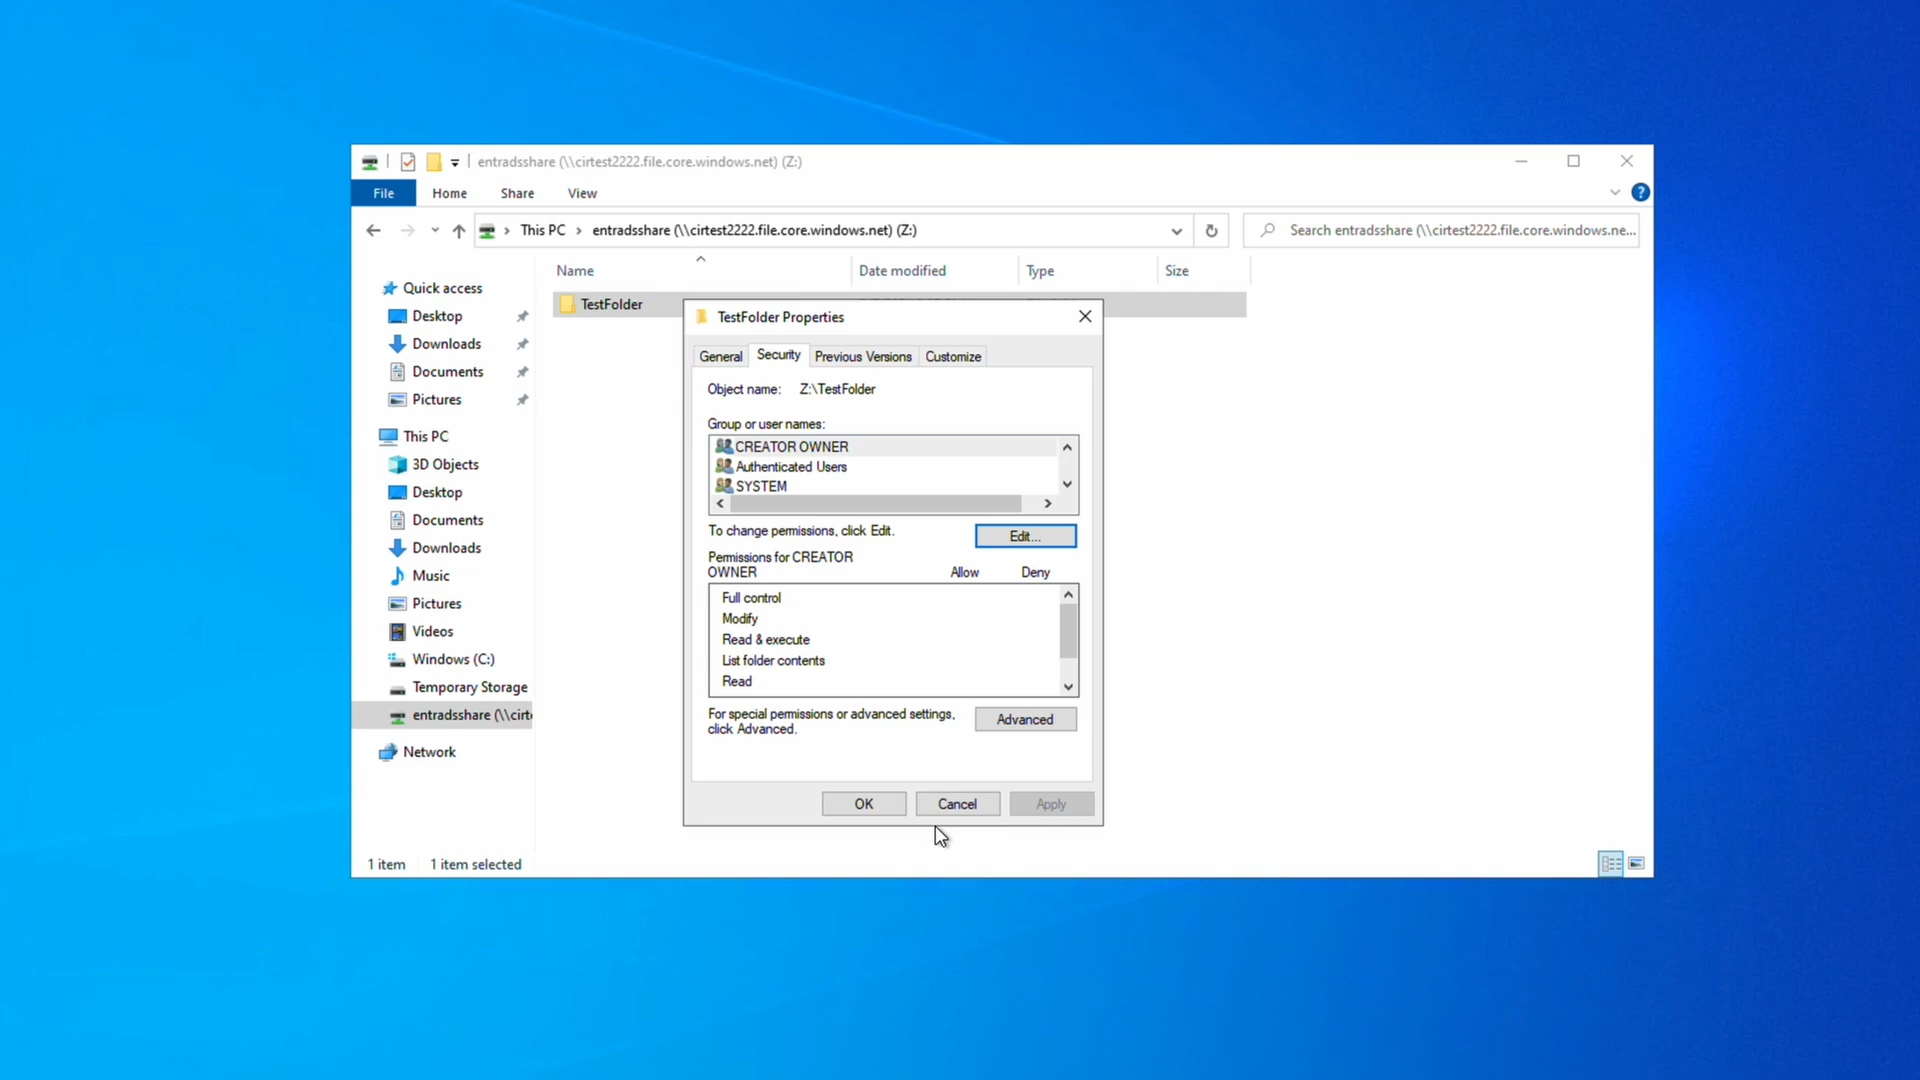 entradsshare (\\cirtest2222.file.core.windows.net) (Z:)
File Home Share View
This PC entradsshare (\\cirtest2222.file.core.windows.net) (Z:)
Search entradsshare (\\cirtest2222.file.core.windows.ne...
Name Date modified Type Size
Quick access
Desktop
Downloads
Documents
Pictures
This PC
3D Objects
Desktop
Documents
Downloads
Music
Pictures
Videos
Windows (C:)
Temporary Storage
entradsshare (\\cirte
Network
TestFolder
TestFolder Properties
General Security Previous Versions Customize
Object name: Z:\TestFolder
Group or user names:
CREATOR OWNER
Authenticated Users
SYSTEM
To change permissions, click Edit.
Edit...
Permissions for CREATOR
OWNER Allow Deny
Full control
Modify
Read & execute
List folder contents
Read
For special permissions or advanced settings,
click Advanced.
Advanced
OK Cancel Apply
1 item 1 item selected